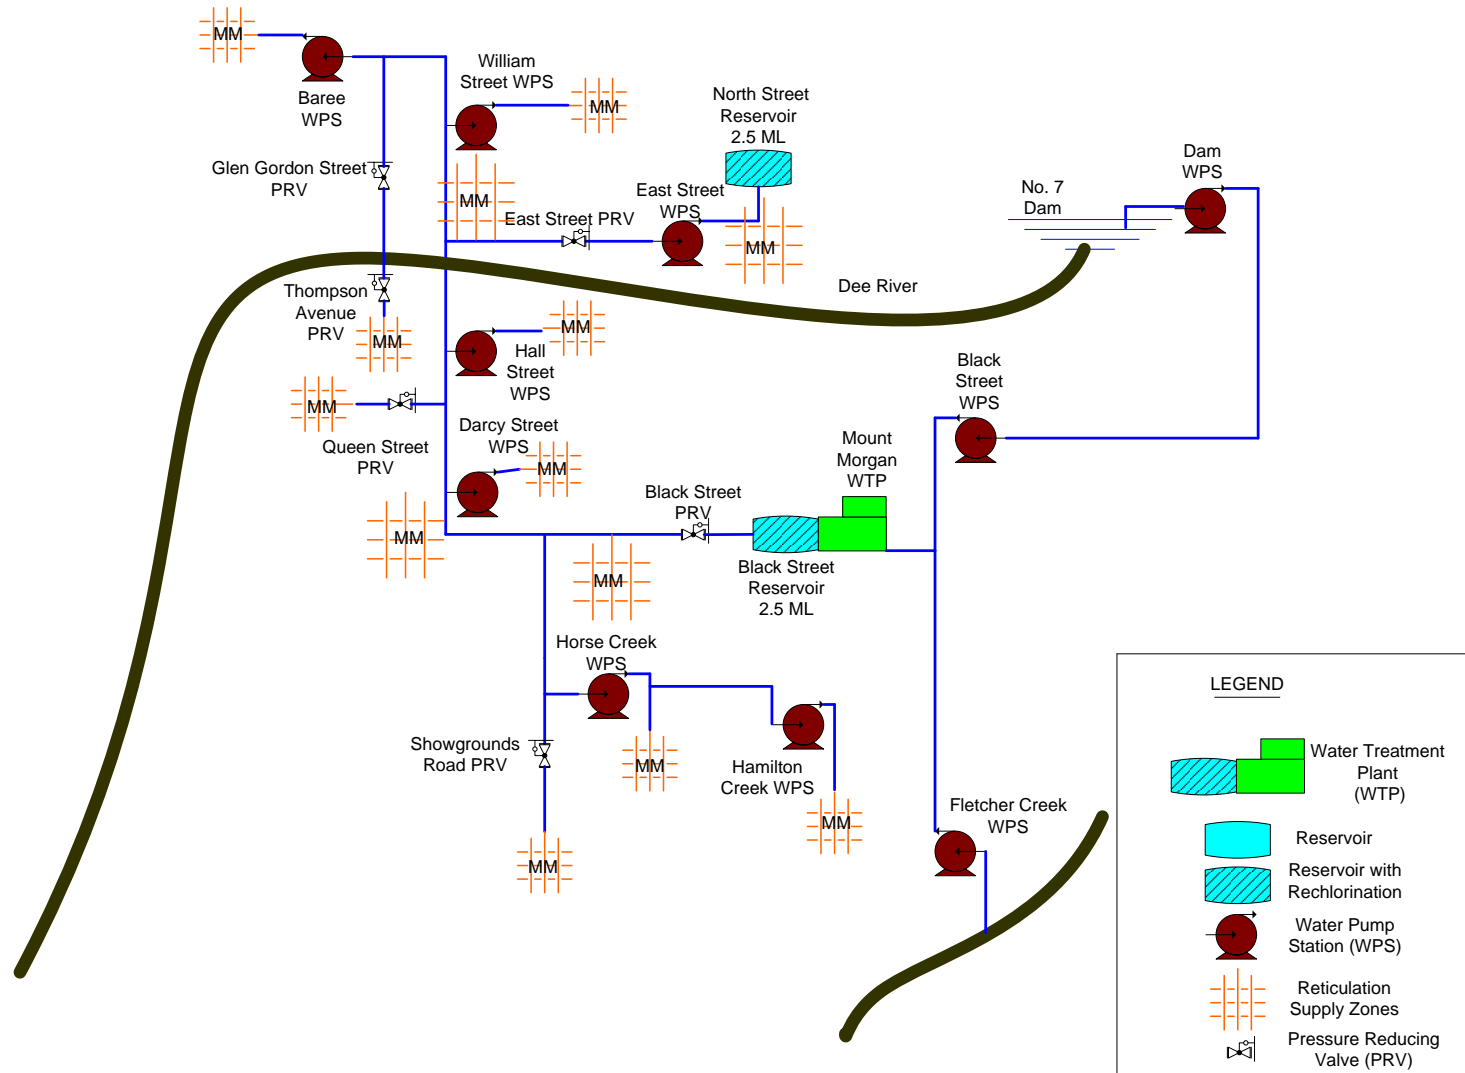 MM
Baree
WPS
William
Street WPS
MM
North Street
Reservoir
2.5 ML
Dam
WPS
No. 7
Dam
Glen Gordon Street
PRV
MM
East Street PRV
East Street
WPS
MM
Dee River
Thompson
Avenue
PRV
MM
MM
Hall
Street
WPS
Black
Street
WPS
MM
Queen Street
PRV
Darcy Street
WPS
MM
Mount
Morgan
WTP
Black Street
PRV
MM
MM
Black Street
Reservoir
2.5 ML
Horse Creek
WPS
Showgrounds
Road PRV
MM
Hamilton
Creek WPS
MM
MM
Fletcher Creek
WPS
LEGEND
Water Treatment
Plant
(WTP)
Reservoir
Reservoir with
Rechlorination
Water Pump
Station (WPS)
Reticulation
Supply Zones
Pressure Reducing
Valve (PRV)